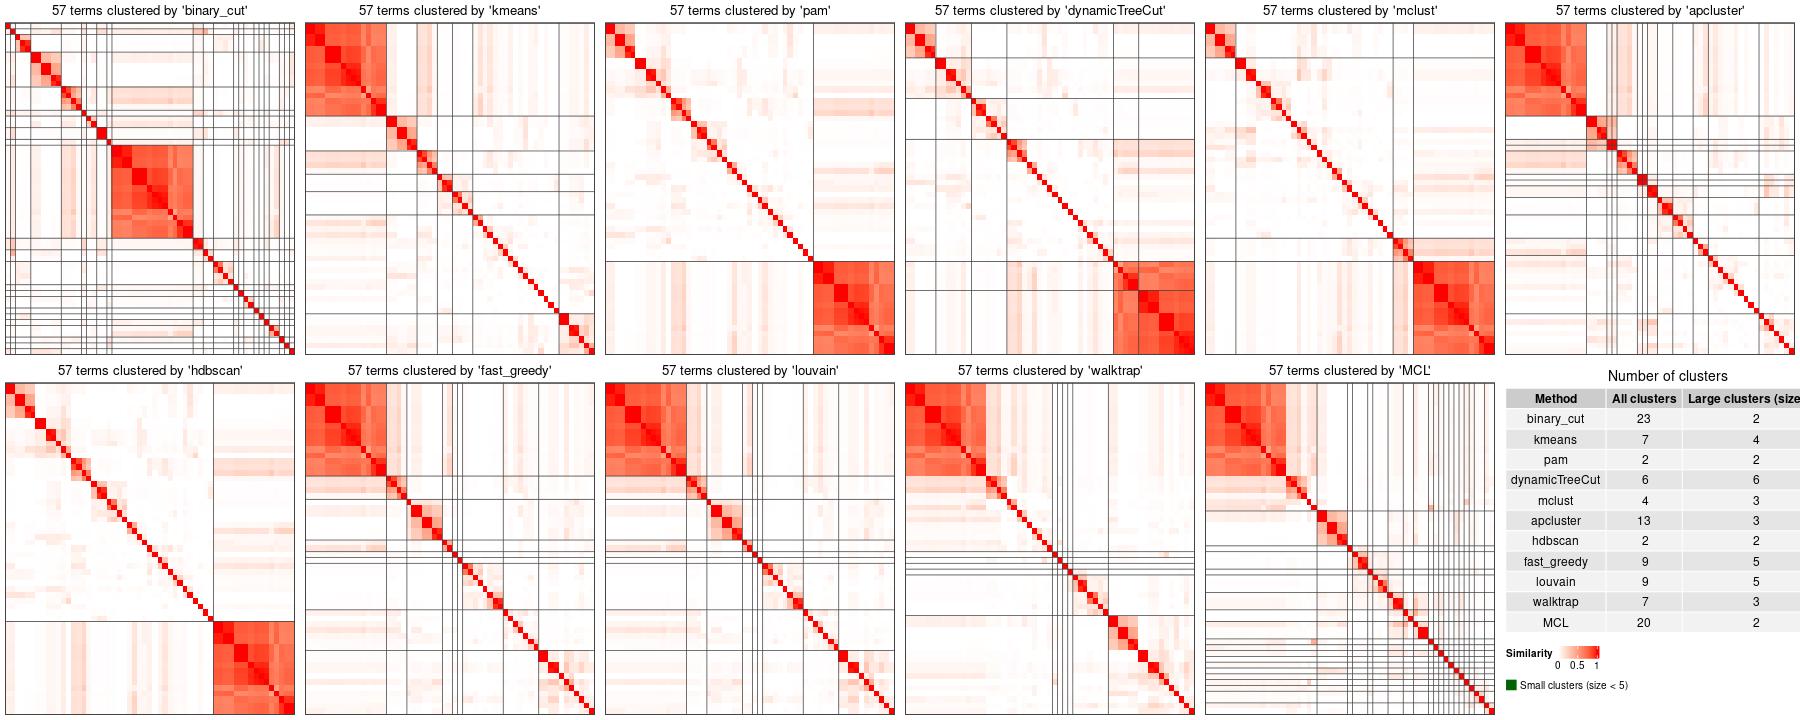 57 terms clustered by 'binary_cut'
57 terms clustered by 'kmeans'
57 terms clustered by 'pam'
57 terms clustered by 'dynamicTreeCut'
57 terms clustered by 'mclust'
57 terms clustered by 'apcluster'
57 terms clustered by 'hdbscan'
57 terms clustered by 'fast_greedy'
57 terms clustered by 'louvain'
57 terms clustered by 'walktrap'
57 terms clustered by 'MCL'
Number of clusters
Method All clusters Large clusters (size
binary_cut 23 2
kmeans 7 4
pam 2 2
dynamicTreeCut 6 6
mclust 4 3
apcluster 13 3
hdbscan 2 2
fast_greedy 9 5
louvain 9 5
walktrap 7 3
MCL 20 2
Similarity
0 0.5 1
Small clusters (size < 5)